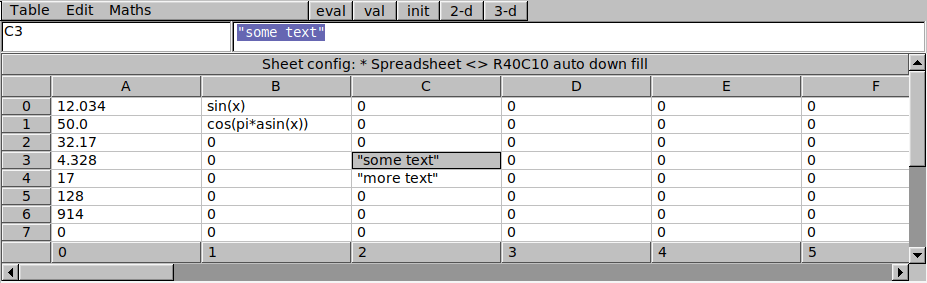 Table Edit Maths eval val init 2-d 3-d
C3 "some text"
Sheet config: * Spreadsheet <> R40C10 auto down fill
A B C D E F
0 12.034 sin(x) 0 0 0 0
1 50.0 cos(pi*asin(x)) 0 0 0 0
2 32.17 0 0 0 0 0
3 4.328 0 "some text" 0 0 0
4 17 0 "more text" 0 0 0
5 128 0 0 0 0 0
6 914 0 0 0 0 0
7 0 0 0 0 0 0
0 1 2 3 4 5